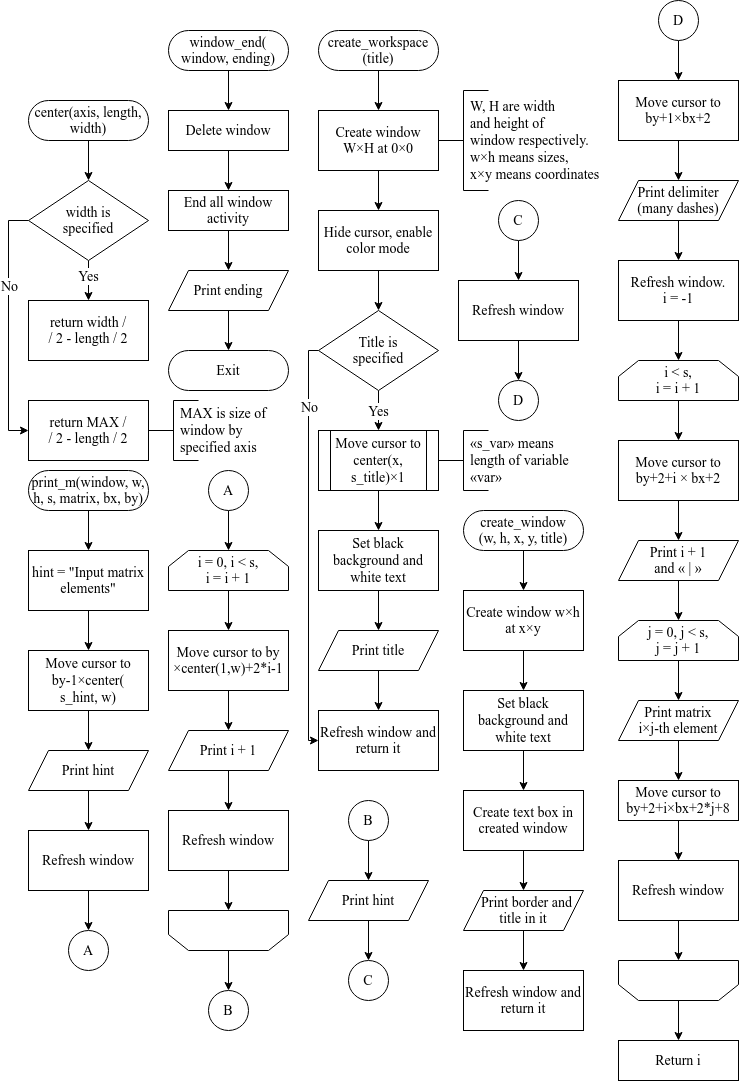 center(axis, length,
width)
width is
specified
No
Yes
return width /
/ 2 - length / 2
return MAX /
/ 2 - length / 2
MAX is size of
window by
specified axis
window_end(
window, ending)
Delete window
End all window
activity
Print ending
Exit
create_workspace
(title)
Create window
W×H at 0×0
W, H are width
and height of
window respectively.
w×h means sizes,
x×y means coordinates
Hide cursor, enable
color mode
Title is
specified
No
Yes
Move cursor to
center(x,
s_title)×1
«s_var» means
length of variable
«var»
Set black
background and
white text
Print title
Refresh window and
return it
print_m(window, w,
h, s, matrix, bx, by)
hint = "Input matrix
elements"
Move cursor to
by-1×center(
s_hint, w)
Print hint
Refresh window
A
A
i = 0, i < s,
i = i + 1
Move cursor to by
×center(1,w)+2*i-1
Print i + 1
Refresh window
B
B
Print hint
C
C
Refresh window
D
create_window
(w, h, x, y, title)
Create window w×h
at x×y
Set black
background and
white text
Create text box in
created window
Print border and
title in it
Refresh window and
return it
D
Move cursor to
by+1×bx+2
Print delimiter
(many dashes)
Refresh window.
i = -1
i < s,
i = i + 1
Move cursor to
by+2+i × bx+2
Print i + 1
and « | »
j = 0, j < s,
j = j + 1
Print matrix
i×j-th element
Move cursor to
by+2+i×bx+2*j+8
Refresh window
Return i